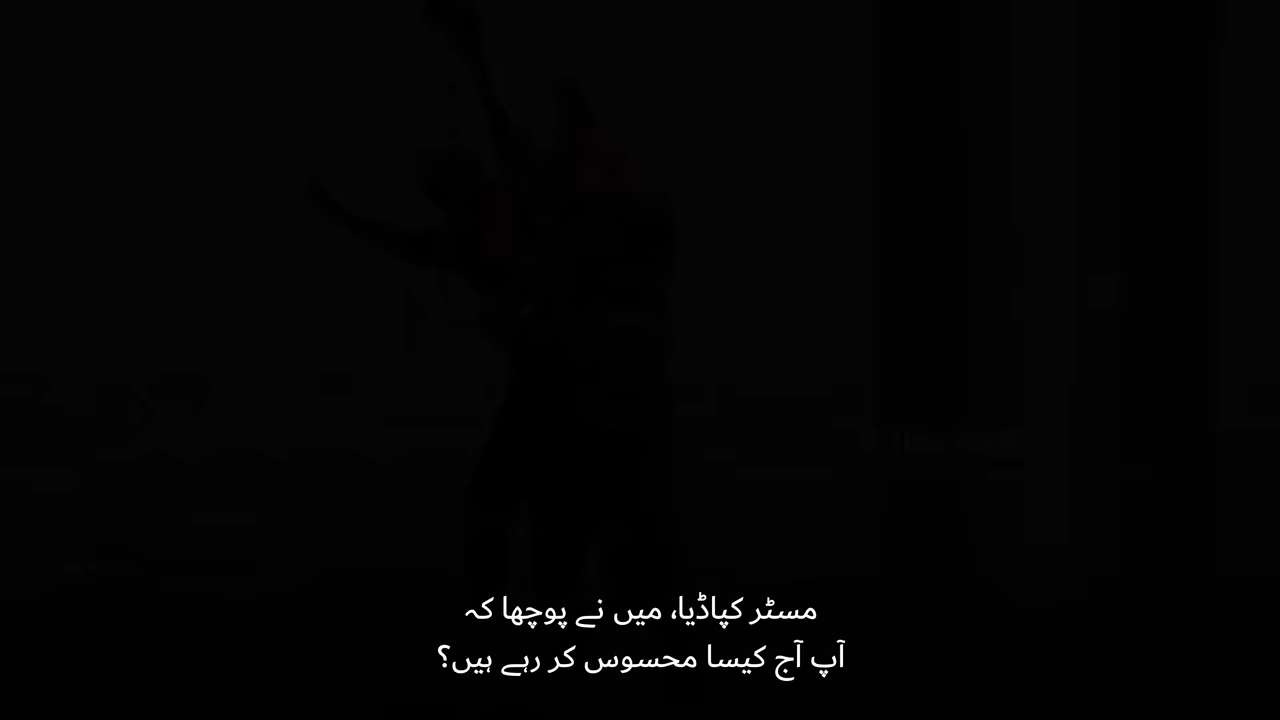 مسٹر کپاڈیا، میں نے پوچھا کہ
آپ آج کیسا محسوس کر رہے ہیں؟